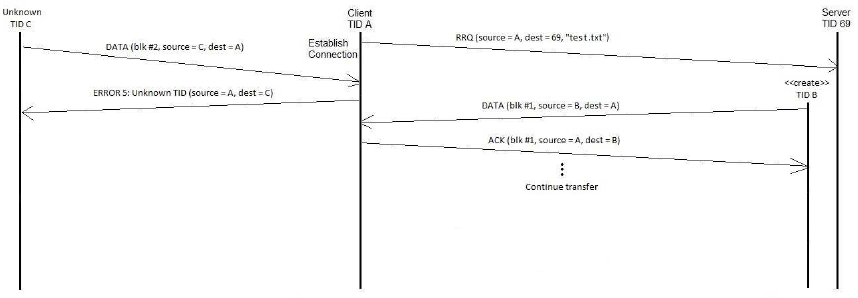 Unknown
TID C
Client
TID A
Server
TID 69
DATA (blk #2, source = C, dest = A)
Establish
Connection
RRQ (source = A, dest = 69, "test.txt")
<<create>>
TID B
ERROR 5: Unknown TID (source = A, dest = C)
DATA (blk #1, source = B, dest = A)
ACK (blk #1, source = A, dest = B)
Continue transfer